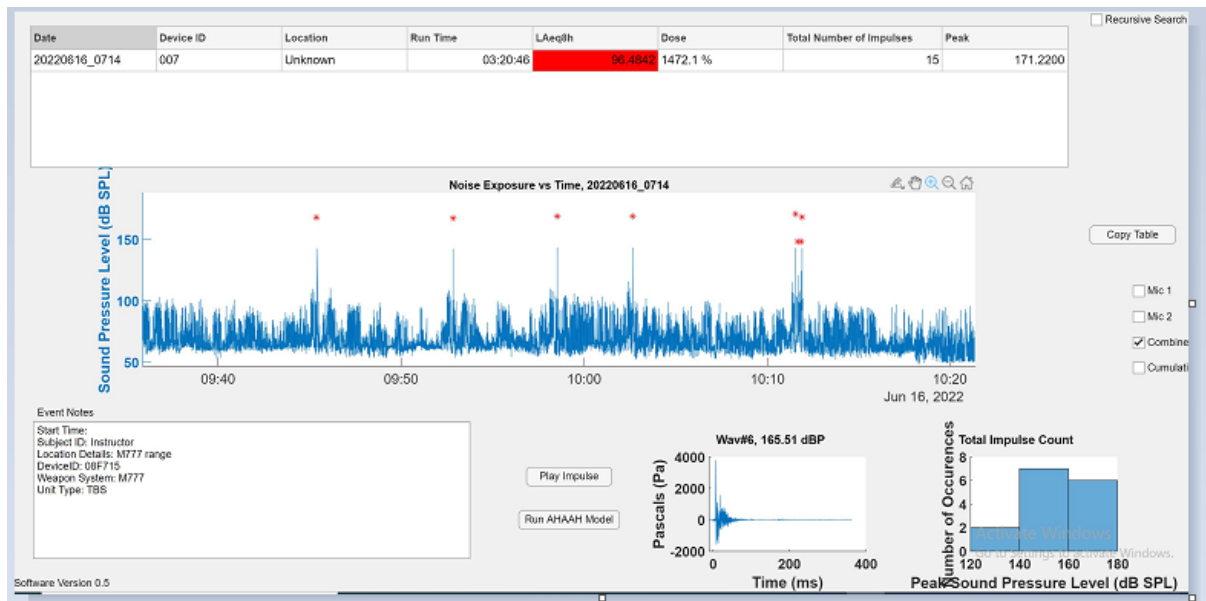 Recursive Search
Date Device ID Location Run Time LAeq8h Dose Total Number of Impulses Peak
20220616_0714 007 Unknown 03:20:46 96.4842 1472.1 % 15 171.2200
Noise Exposure vs Time, 20220616_0714
Sound Pressure Level (dB SPL)
150
100
50
09:40 09:50 10:00 10:10 10:20
Jun 16, 2022
Copy Table
Mic 1
Mic 2
Combine
Cumulati
Event Notes
Start Time:
Subject ID: Instructor
Location Details: M777 range
DeviceID: 08F715
Weapon System: M777
Unit Type: TBS
Play Impulse
Run AHAAH Model
Wav#6, 165.51 dBP
Pascals (Pa)
4000
2000
0
-2000
0 200 400
Time (ms)
Total Impulse Count
Number of Occurences
8
6
4
2
0
120 140 160 180
Peak Sound Pressure Level (dB SPL)
Activate Windows
Go to Settings to activate Windows.
Software Version 0.5